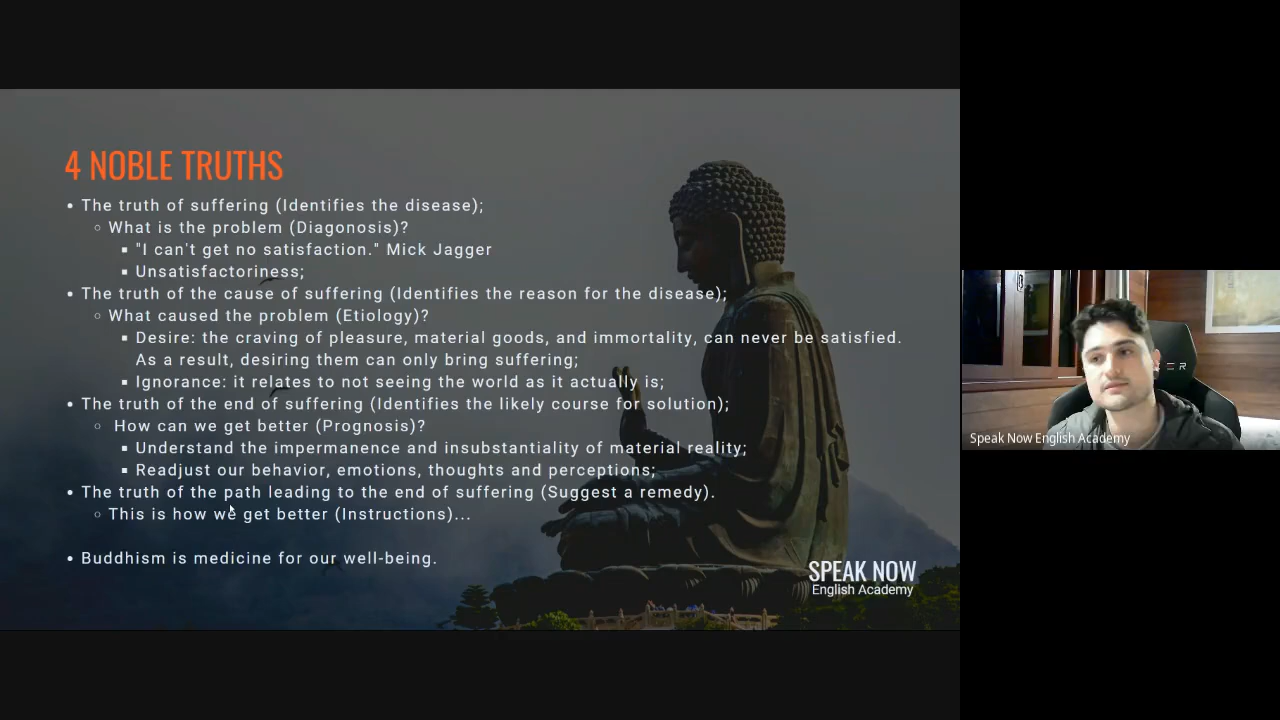 4 NOBLE TRUTHS
• The truth of suffering (Identifies the disease);
○ What is the problem (Diagonosis)?
▪ "I can't get no satisfaction." Mick Jagger
▪ Unsatisfactoriness;
• The truth of the cause of suffering (Identifies the reason for the disease);
○ What caused the problem (Etiology)?
▪ Desire: the craving of pleasure, material goods, and immortality, can never be satisfied.
As a result, desiring them can only bring suffering;
▪ Ignorance: it relates to not seeing the world as it actually is;
• The truth of the end of suffering (Identifies the likely course for solution);
○ How can we get better (Prognosis)?
▪ Understand the impermanence and insubstantiality of material reality;
▪ Readjust our behavior, emotions, thoughts and perceptions;
• The truth of the path leading to the end of suffering (Suggest a remedy).
○ This is how we get better (Instructions)...
• Buddhism is medicine for our well-being.
SPEAK NOW
English Academy
Speak Now English Academy